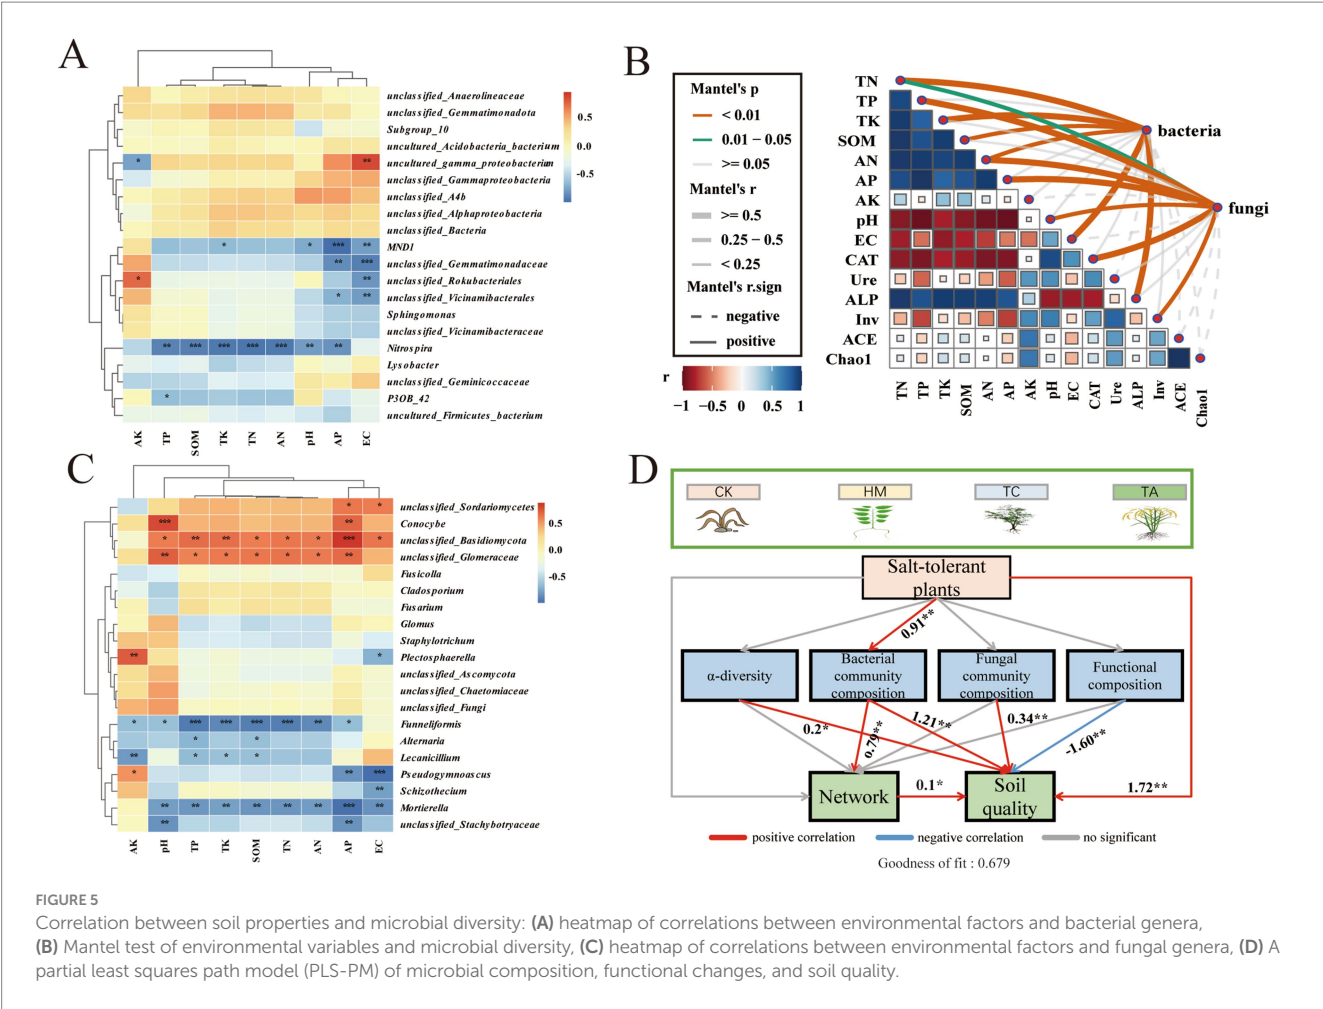 A
unclassified_Anaerolineaceae
unclassified_Gemmatimonadota
Subgroup_10
uncultured_Acidobacteria_bacterium
uncultured_gamma_proteobacterium
unclassified_Gammaproteobacteria
unclassified_A4b
unclassified_Alphaproteobacteria
unclassified_Bacteria
MND1
unclassified_Gemmatimonadaceae
unclassified_Rokubacteriales
unclassified_Vicinamibacterales
Sphingomonas
unclassified_Vicinamibacteraceae
Nitrospira
Lysobacter
unclassified_Geminicoccaceae
P3OB_42
uncultured_Firmicutes_bacterium
AK TP SOM TK TN AN pH AP EC
0.5
0.0
-0.5
* **
* * *** **
** ***
* **
* **
** *** *** *** *** ** **
*
B
Mantel's p
< 0.01
0.01 − 0.05
>= 0.05
Mantel's r
>= 0.5
0.25 − 0.5
< 0.25
Mantel's r.sign
negative
positive
r
−1 −0.5 0 0.5 1
TN
TP
TK
SOM
AN
AP
AK
pH
EC
CAT
Ure
ALP
Inv
ACE
Chao1
TN TP TK SOM AN AP AK pH EC CAT Ure ALP Inv ACE Chao1
bacteria
fungi
C
unclassified_Sordariomycetes
Conocybe
unclassified_Basidiomycota
unclassified_Glomeraceae
Fusicolla
Cladosporium
Fusarium
Glomus
Staphylotrichum
Plectosphaerella
unclassified_Ascomycota
unclassified_Chaetomiaceae
unclassified_Fungi
Funneliformis
Alternaria
Lecanicillium
Pseudogymnoascus
Schizothecium
Mortierella
unclassified_Stachybotryaceae
AK pH TP TK SOM TN AN AP EC
0.5
0.0
-0.5
* *
*** **
* ** ** * * * *** *
** * * * * * **
** *
* * ** *** *** *** ** *
* *
** * * *
* ** ***
**
** ** ** ** ** ** *** **
** **
D
CK HM TC TA
Salt-tolerant
plants
0.91**
α-diversity
Bacterial
community
composition
Fungal
community
composition
Functional
composition
0.2*
0.79**
1.21**
0.34**
-1.60**
Network
0.1*
Soil
quality
1.72**
positive correlation negative correlation no significant
Goodness of fit : 0.679
FIGURE 5
Correlation between soil properties and microbial diversity: (A) heatmap of correlations between environmental factors and bacterial genera,
(B) Mantel test of environmental variables and microbial diversity, (C) heatmap of correlations between environmental factors and fungal genera, (D) A
partial least squares path model (PLS-PM) of microbial composition, functional changes, and soil quality.